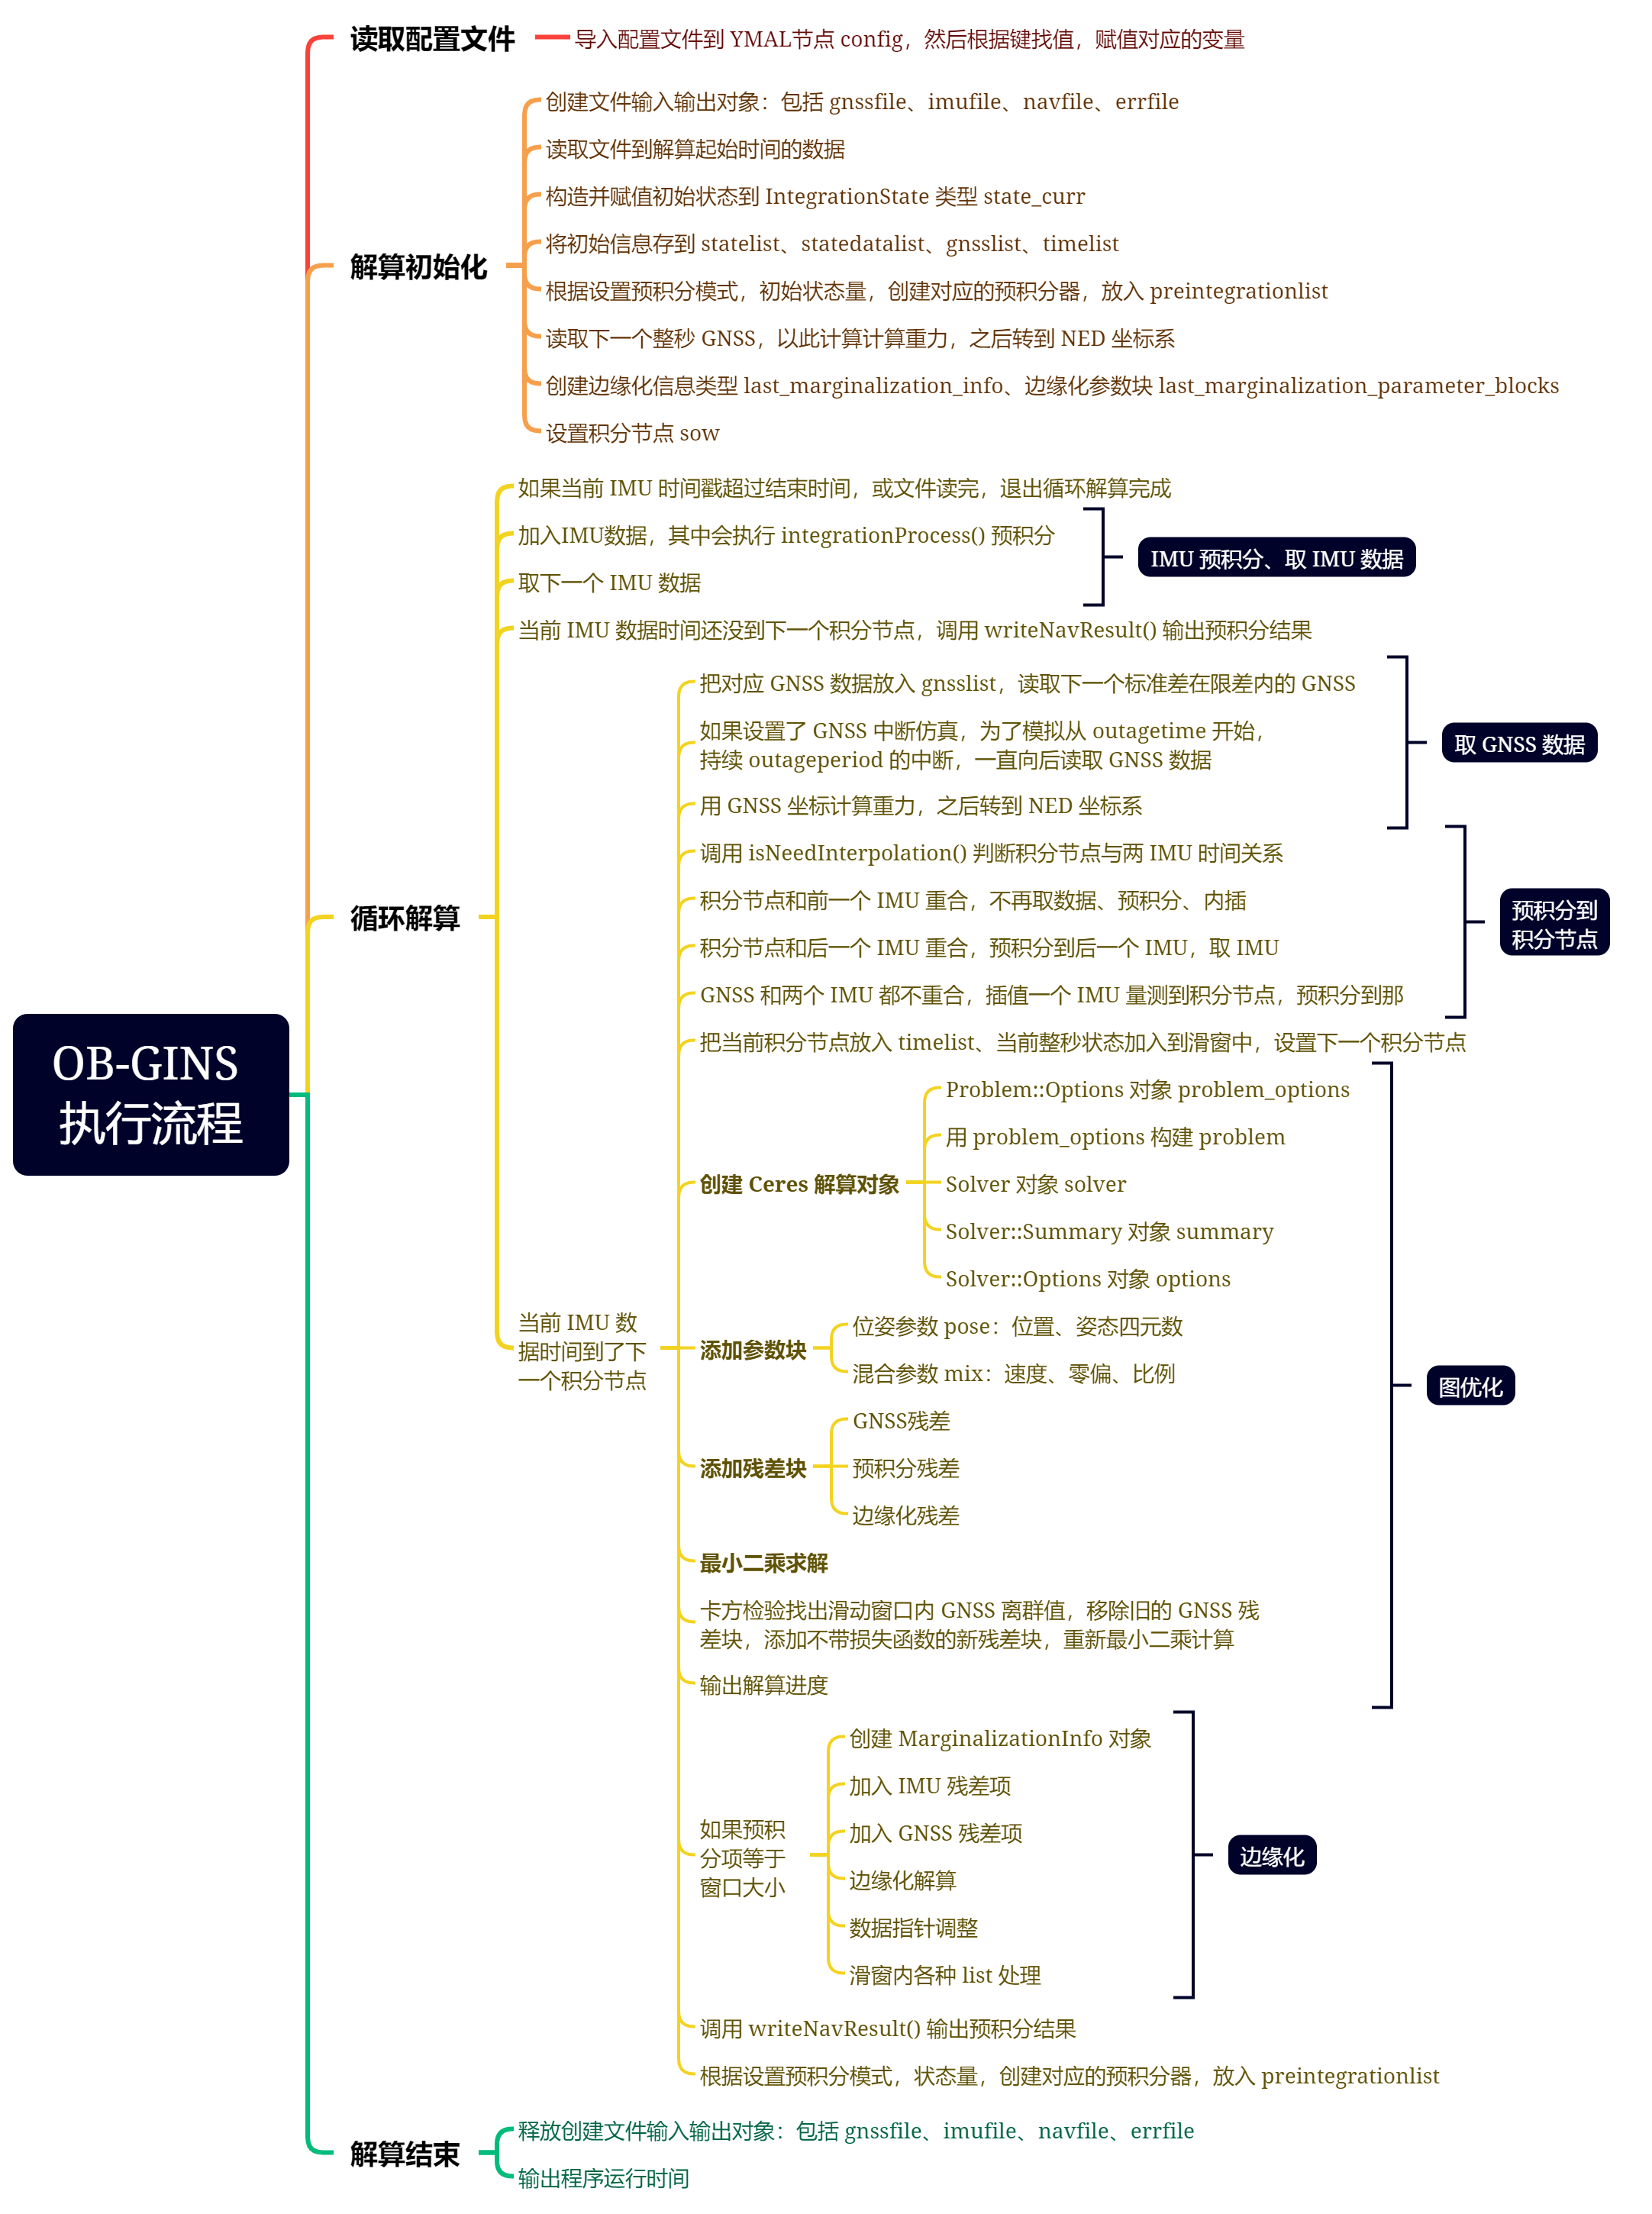 OB-GINS
执行流程
读取配置文件
导入配置文件到 YMAL节点 config，然后根据键找值，赋值对应的变量
解算初始化
创建文件输入输出对象：包括 gnssfile、imufile、navfile、errfile
读取文件到解算起始时间的数据
构造并赋值初始状态到 IntegrationState 类型 state_curr
将初始信息存到 statelist、statedatalist、gnsslist、timelist
根据设置预积分模式，初始状态量，创建对应的预积分器，放入 preintegrationlist
读取下一个整秒 GNSS，以此计算计算重力，之后转到 NED 坐标系
创建边缘化信息类型 last_marginalization_info、边缘化参数块 last_marginalization_parameter_blocks
设置积分节点 sow
循环解算
如果当前 IMU 时间戳超过结束时间，或文件读完，退出循环解算完成
加入IMU数据，其中会执行 integrationProcess() 预积分
取下一个 IMU 数据
IMU 预积分、取 IMU 数据
当前 IMU 数据时间还没到下一个积分节点，调用 writeNavResult() 输出预积分结果
当前 IMU 数
据时间到了下
一个积分节点
把对应 GNSS 数据放入 gnsslist，读取下一个标准差在限差内的 GNSS
如果设置了 GNSS 中断仿真，为了模拟从 outagetime 开始，
持续 outageperiod 的中断，一直向后读取 GNSS 数据
用 GNSS 坐标计算重力，之后转到 NED 坐标系
取 GNSS 数据
调用 isNeedInterpolation() 判断积分节点与两 IMU 时间关系
积分节点和前一个 IMU 重合，不再取数据、预积分、内插
积分节点和后一个 IMU 重合，预积分到后一个 IMU，取 IMU
GNSS 和两个 IMU 都不重合，插值一个 IMU 量测到积分节点，预积分到那
预积分到
积分节点
把当前积分节点放入 timelist、当前整秒状态加入到滑窗中，设置下一个积分节点
创建 Ceres 解算对象
Problem::Options 对象 problem_options
用 problem_options 构建 problem
Solver 对象 solver
Solver::Summary 对象 summary
Solver::Options 对象 options
添加参数块
位姿参数 pose：位置、姿态四元数
混合参数 mix：速度、零偏、比例
添加残差块
GNSS残差
预积分残差
边缘化残差
最小二乘求解
卡方检验找出滑动窗口内 GNSS 离群值，移除旧的 GNSS 残
差块，添加不带损失函数的新残差块，重新最小二乘计算
输出解算进度
图优化
如果预积
分项等于
窗口大小
创建 MarginalizationInfo 对象
加入 IMU 残差项
加入 GNSS 残差项
边缘化解算
数据指针调整
滑窗内各种 list 处理
边缘化
调用 writeNavResult() 输出预积分结果
根据设置预积分模式，状态量，创建对应的预积分器，放入 preintegrationlist
解算结束
释放创建文件输入输出对象：包括 gnssfile、imufile、navfile、errfile
输出程序运行时间